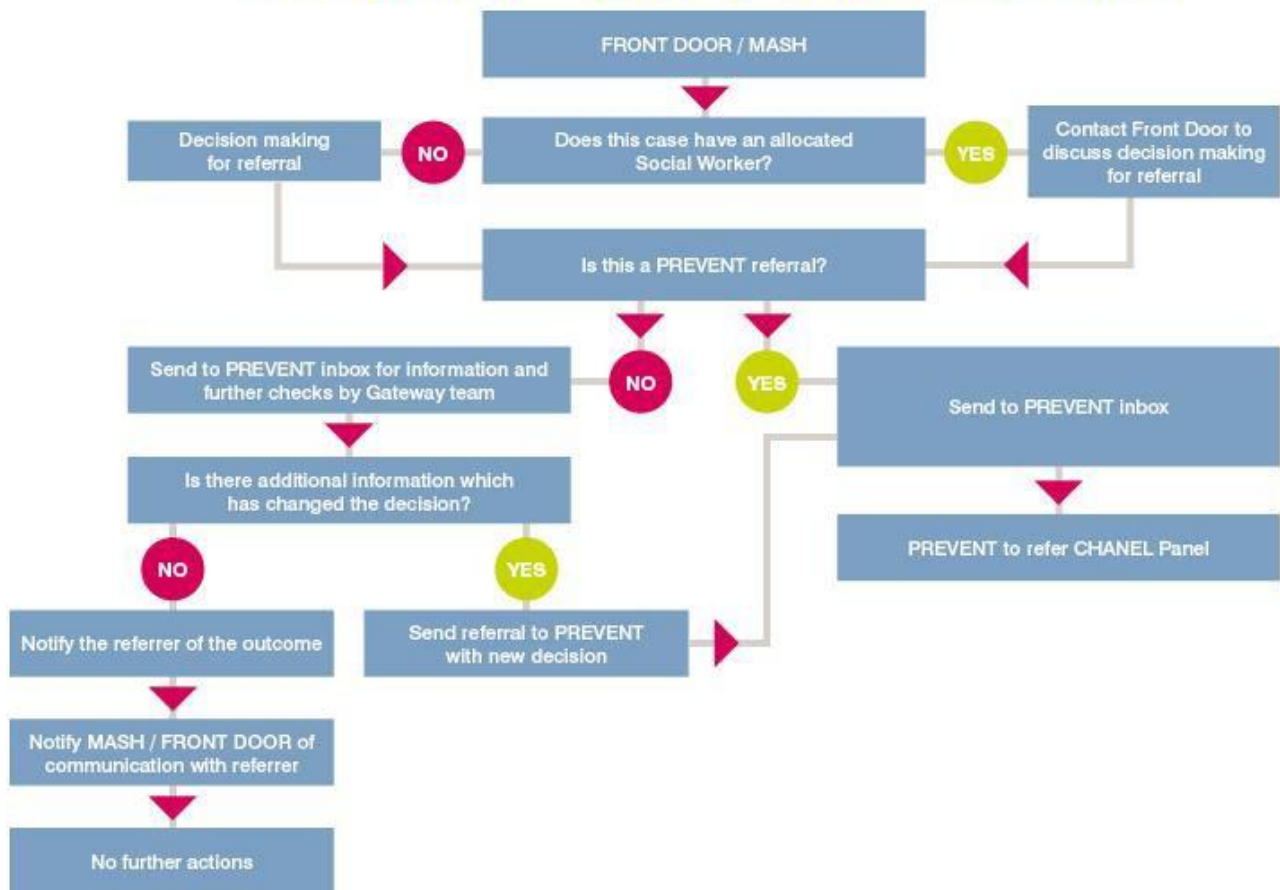 FRONT DOOR / MASH
Decision making
for referral
NO
Does this case have an allocated
Social Worker?
YES
Contact Front Door to
discuss decision making
for referral
Is this a PREVENT referral?
Send to PREVENT inbox for information and
further checks by Gateway team
NO
YES
Send to PREVENT inbox
Is there additional information which
has changed the decision?
PREVENT to refer CHANEL Panel
NO
YES
Notify the referrer of the outcome
Send referral to PREVENT
with new decision
Notify MASH / FRONT DOOR of
communication with referrer
No further actions